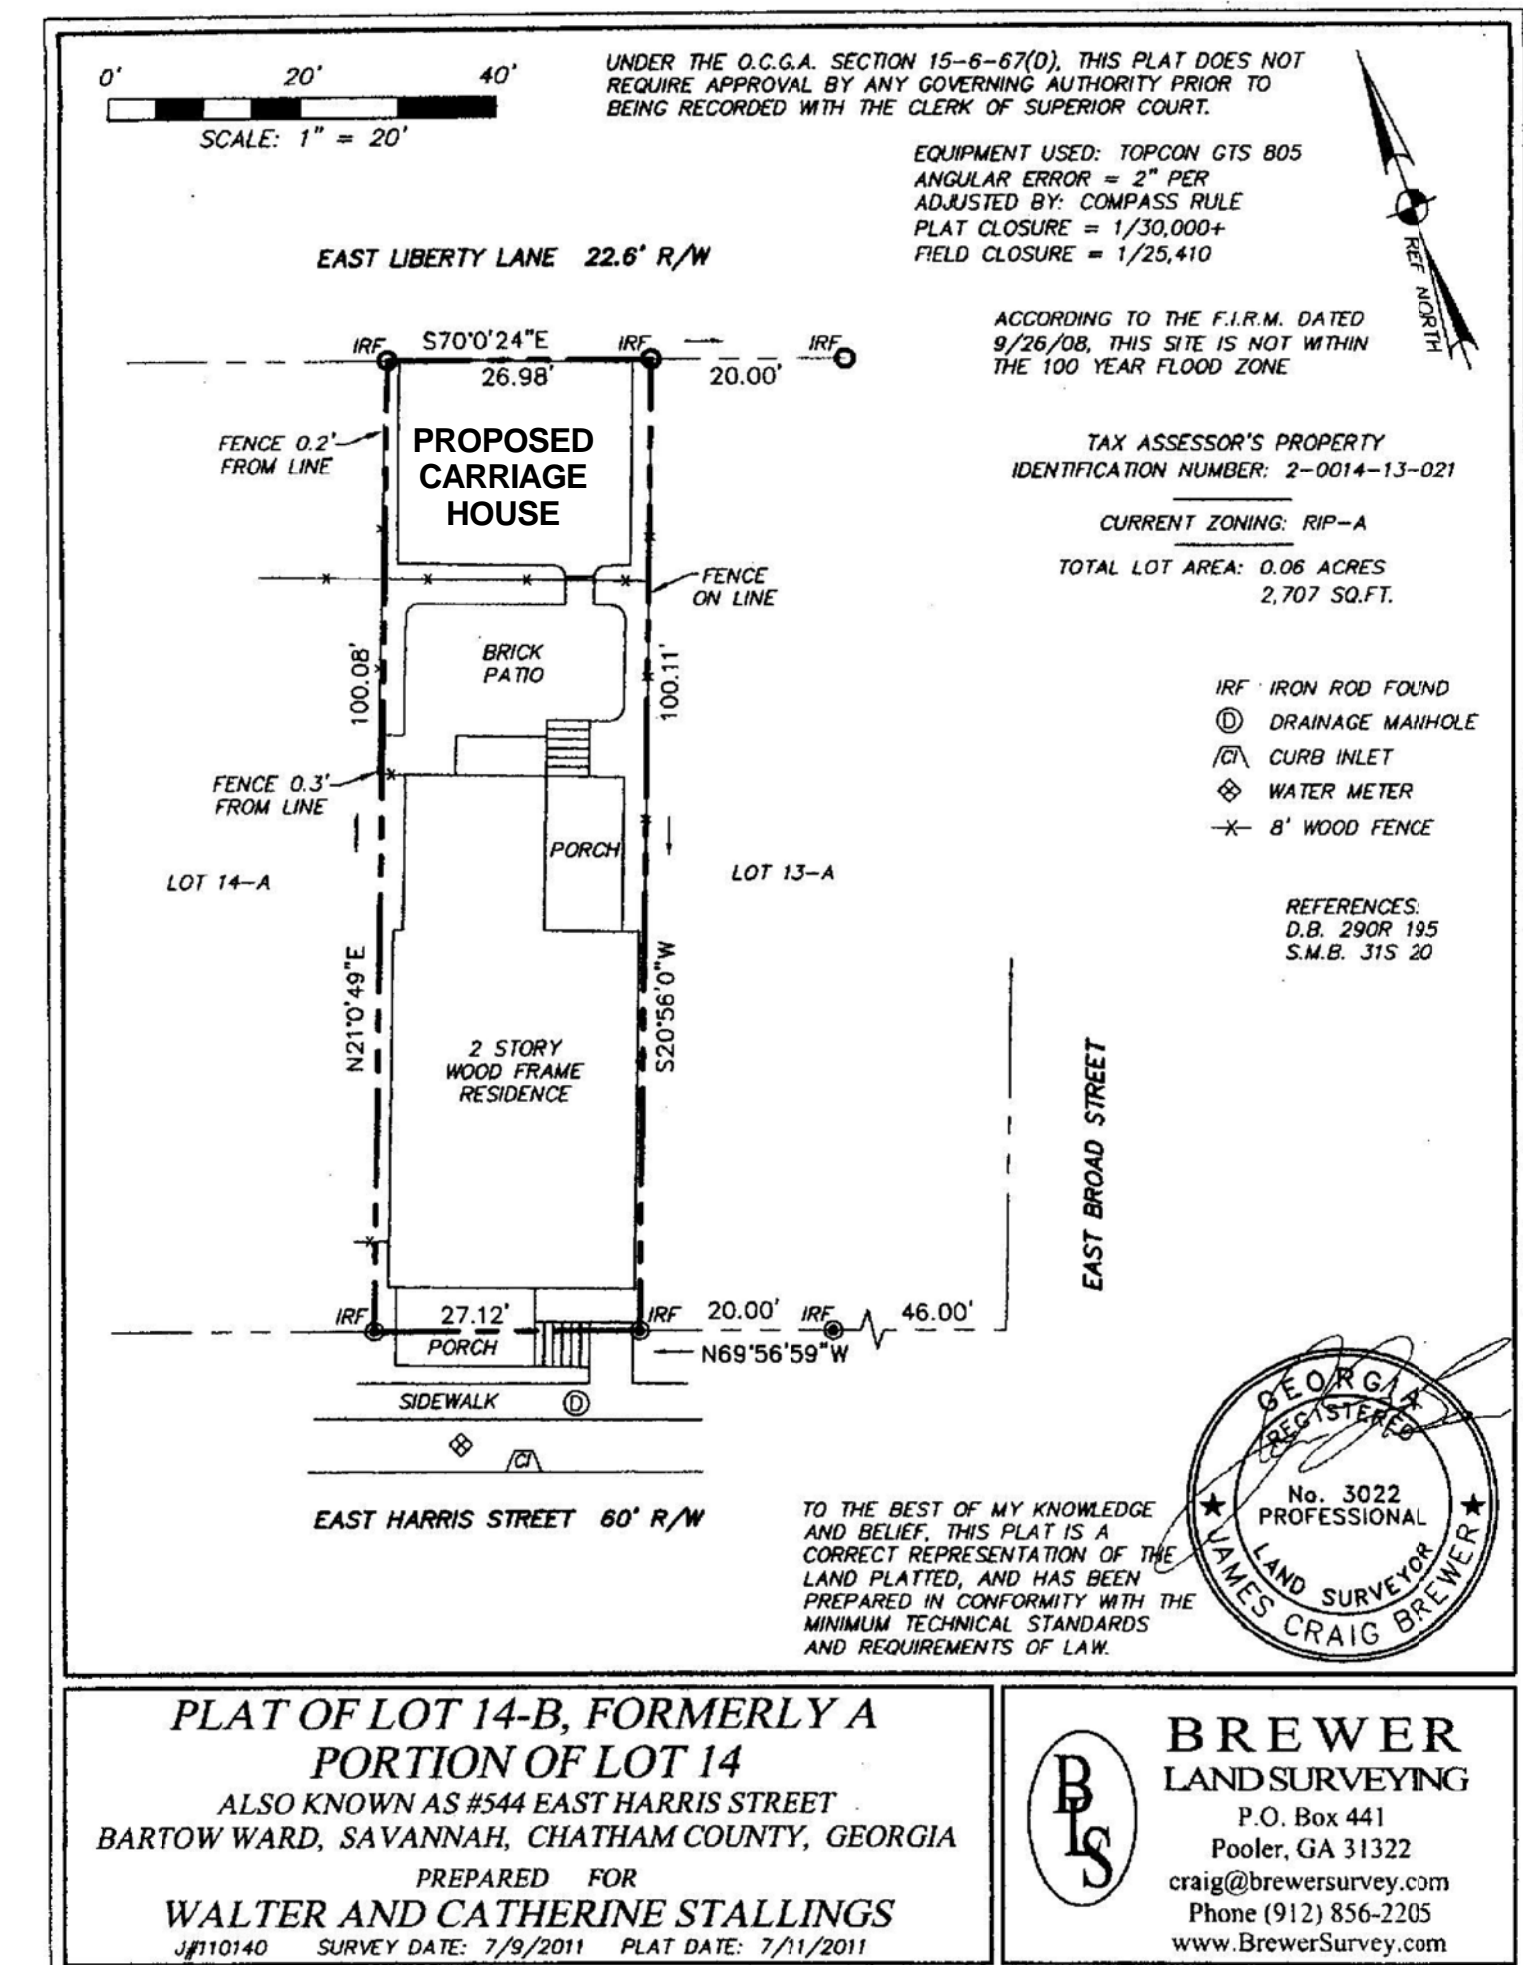 0' 20' 40'
SCALE: 1" = 20'
UNDER THE O.C.G.A. SECTION 15-6-67(D), THIS PLAT DOES NOT
REQUIRE APPROVAL BY ANY GOVERNING AUTHORITY PRIOR TO
BEING RECORDED WITH THE CLERK OF SUPERIOR COURT.
EQUIPMENT USED: TOPCON GTS 805
ANGULAR ERROR = 2" PER
ADJUSTED BY: COMPASS RULE
PLAT CLOSURE = 1/30,000+
FIELD CLOSURE = 1/25,410
REF NORTH
EAST LIBERTY LANE 22.6' R/W
ACCORDING TO THE F.I.R.M. DATED
9/26/08, THIS SITE IS NOT WITHIN
THE 100 YEAR FLOOD ZONE
IRF S70°0'24"E IRF IRF
26.98' 20.00'
FENCE 0.2'
FROM LINE
PROPOSED
CARRIAGE
HOUSE
TAX ASSESSOR'S PROPERTY
IDENTIFICATION NUMBER: 2-0014-13-021
CURRENT ZONING: RIP-A
TOTAL LOT AREA: 0.06 ACRES
2,707 SQ.FT.
FENCE
ON LINE
BRICK
PATIO
100.08'
100.11'
IRF IRON ROD FOUND
D DRAINAGE MANHOLE
CI CURB INLET
WATER METER
-X- 8' WOOD FENCE
FENCE 0.3'
FROM LINE
PORCH
LOT 14-A
LOT 13-A
REFERENCES:
D.B. 290R 195
S.M.B. 31S 20
N21°0'49"E
S20°56'0"W
2 STORY
WOOD FRAME
RESIDENCE
EAST BROAD STREET
IRF 27.12' IRF 20.00' IRF 46.00'
PORCH
N69°56'59"W
SIDEWALK D
CI
EAST HARRIS STREET 60' R/W
TO THE BEST OF MY KNOWLEDGE
AND BELIEF, THIS PLAT IS A
CORRECT REPRESENTATION OF THE
LAND PLATTED, AND HAS BEEN
PREPARED IN CONFORMITY WITH THE
MINIMUM TECHNICAL STANDARDS
AND REQUIREMENTS OF LAW.
GEORGIA
REGISTERED
No. 3022
PROFESSIONAL
LAND SURVEYOR
JAMES CRAIG BREWER
PLAT OF LOT 14-B, FORMERLY A
PORTION OF LOT 14
ALSO KNOWN AS #544 EAST HARRIS STREET
BARTOW WARD, SAVANNAH, CHATHAM COUNTY, GEORGIA
PREPARED FOR
WALTER AND CATHERINE STALLINGS
J#110140 SURVEY DATE: 7/9/2011 PLAT DATE: 7/11/2011
BLS
BREWER
LAND SURVEYING
P.O. Box 441
Pooler, GA 31322
craig@brewersurvey.com
Phone (912) 856-2205
www.BrewerSurvey.com